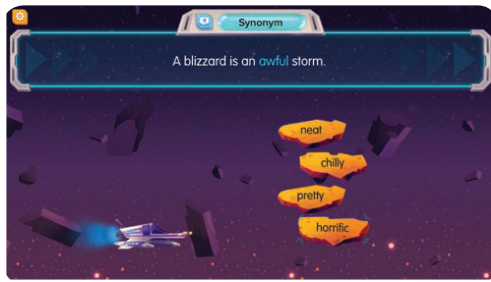 Synonym
A blizzard is an awful storm.
neat
chilly
pretty
horrific